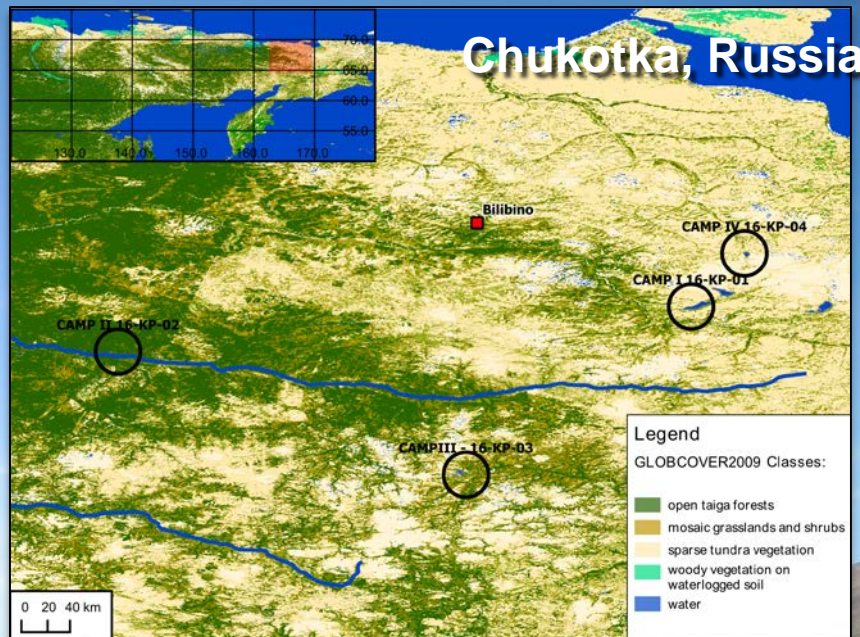 Chukotka, Russia
70.0
65.0
60.0
55.0
130.0 140.0 150.0 160.0 170.0
Bilibino
CAMP IV 16-KP-04
CAMP I 16-KP-01
CAMP II 16-KP-02
CAMPIII - 16-KP-03
Legend
GLOBCOVER2009 Classes:
open taiga forests
mosaic grasslands and shrubs
sparse tundra vegetation
woody vegetation on
waterlogged soil
water
0 20 40 km